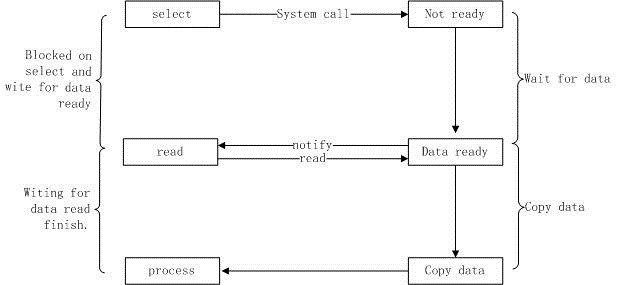 select
System call
Not ready
Blocked on
select and
wite for data
ready
Wait for data
read
notify
read
Data ready
Witing for
data read
finish.
Copy data
process
Copy data